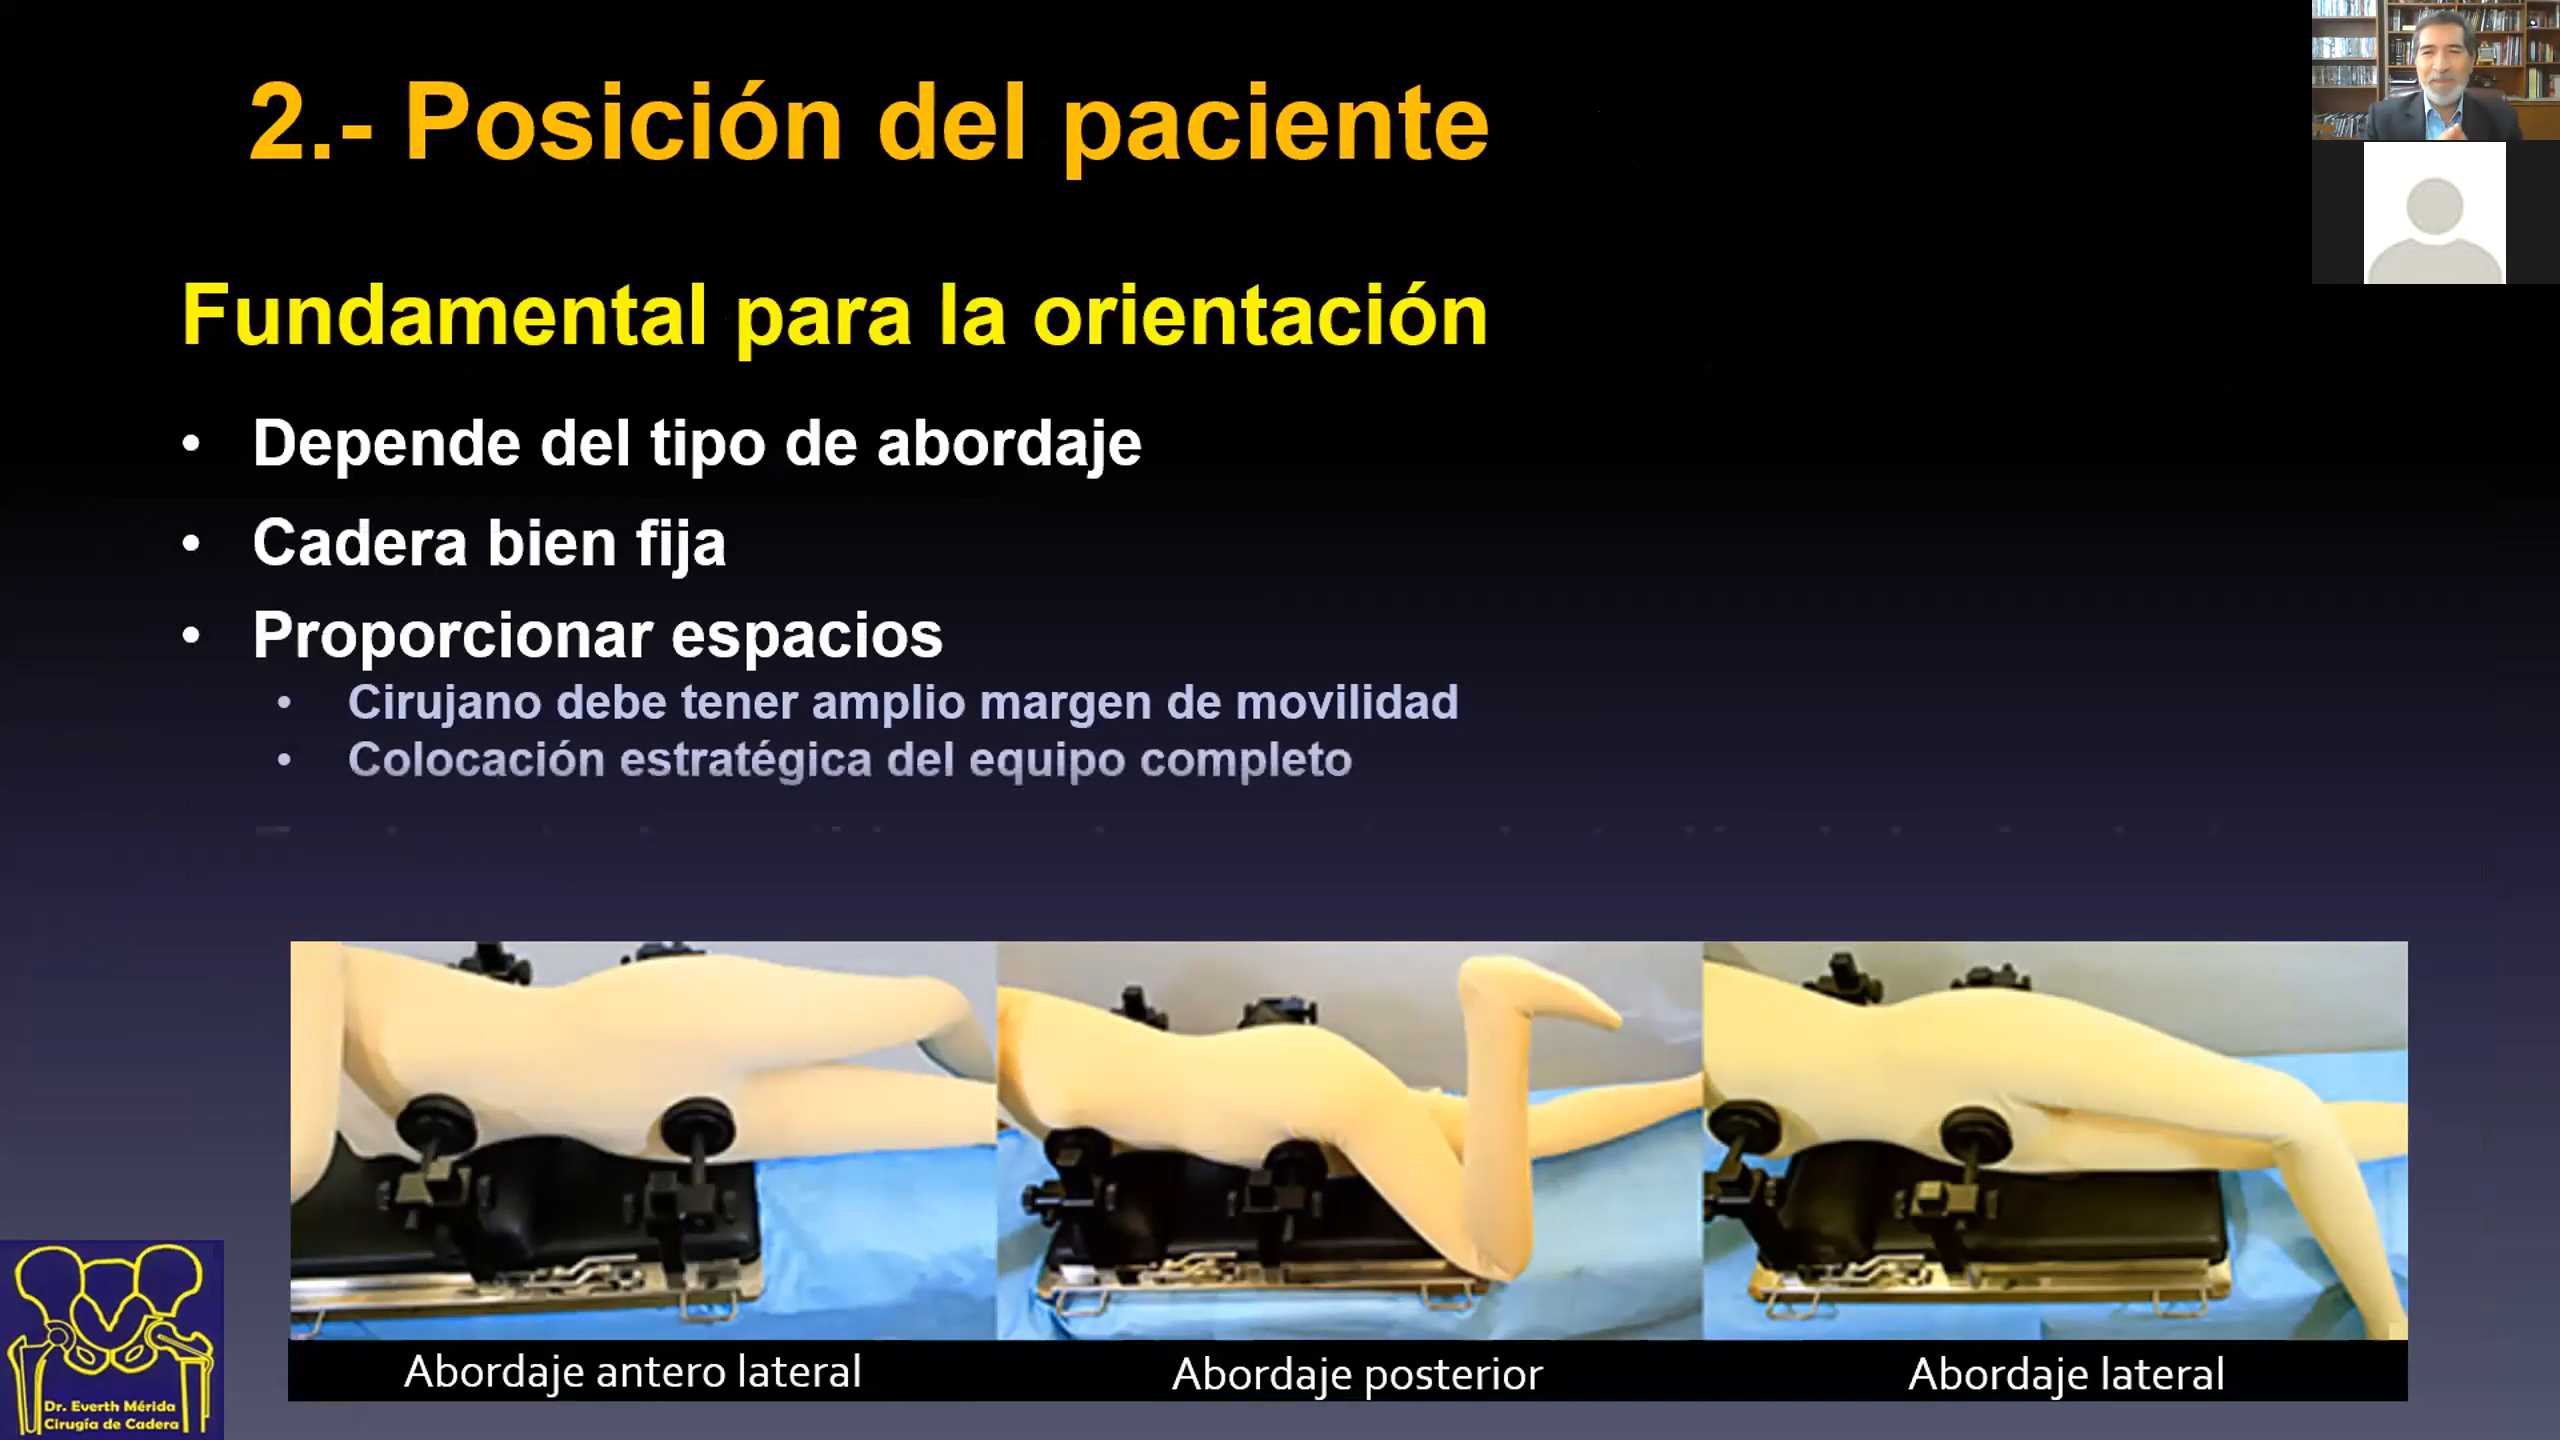 2.- Posición del paciente
Fundamental para la orientación
• Depende del tipo de abordaje
• Cadera bien fija
• Proporcionar espacios
• Cirujano debe tener amplio margen de movilidad
• Colocación estratégica del equipo completo
Abordaje antero lateral
Abordaje posterior
Abordaje lateral
Dr. Everth Mérida
Cirugía de Cadera